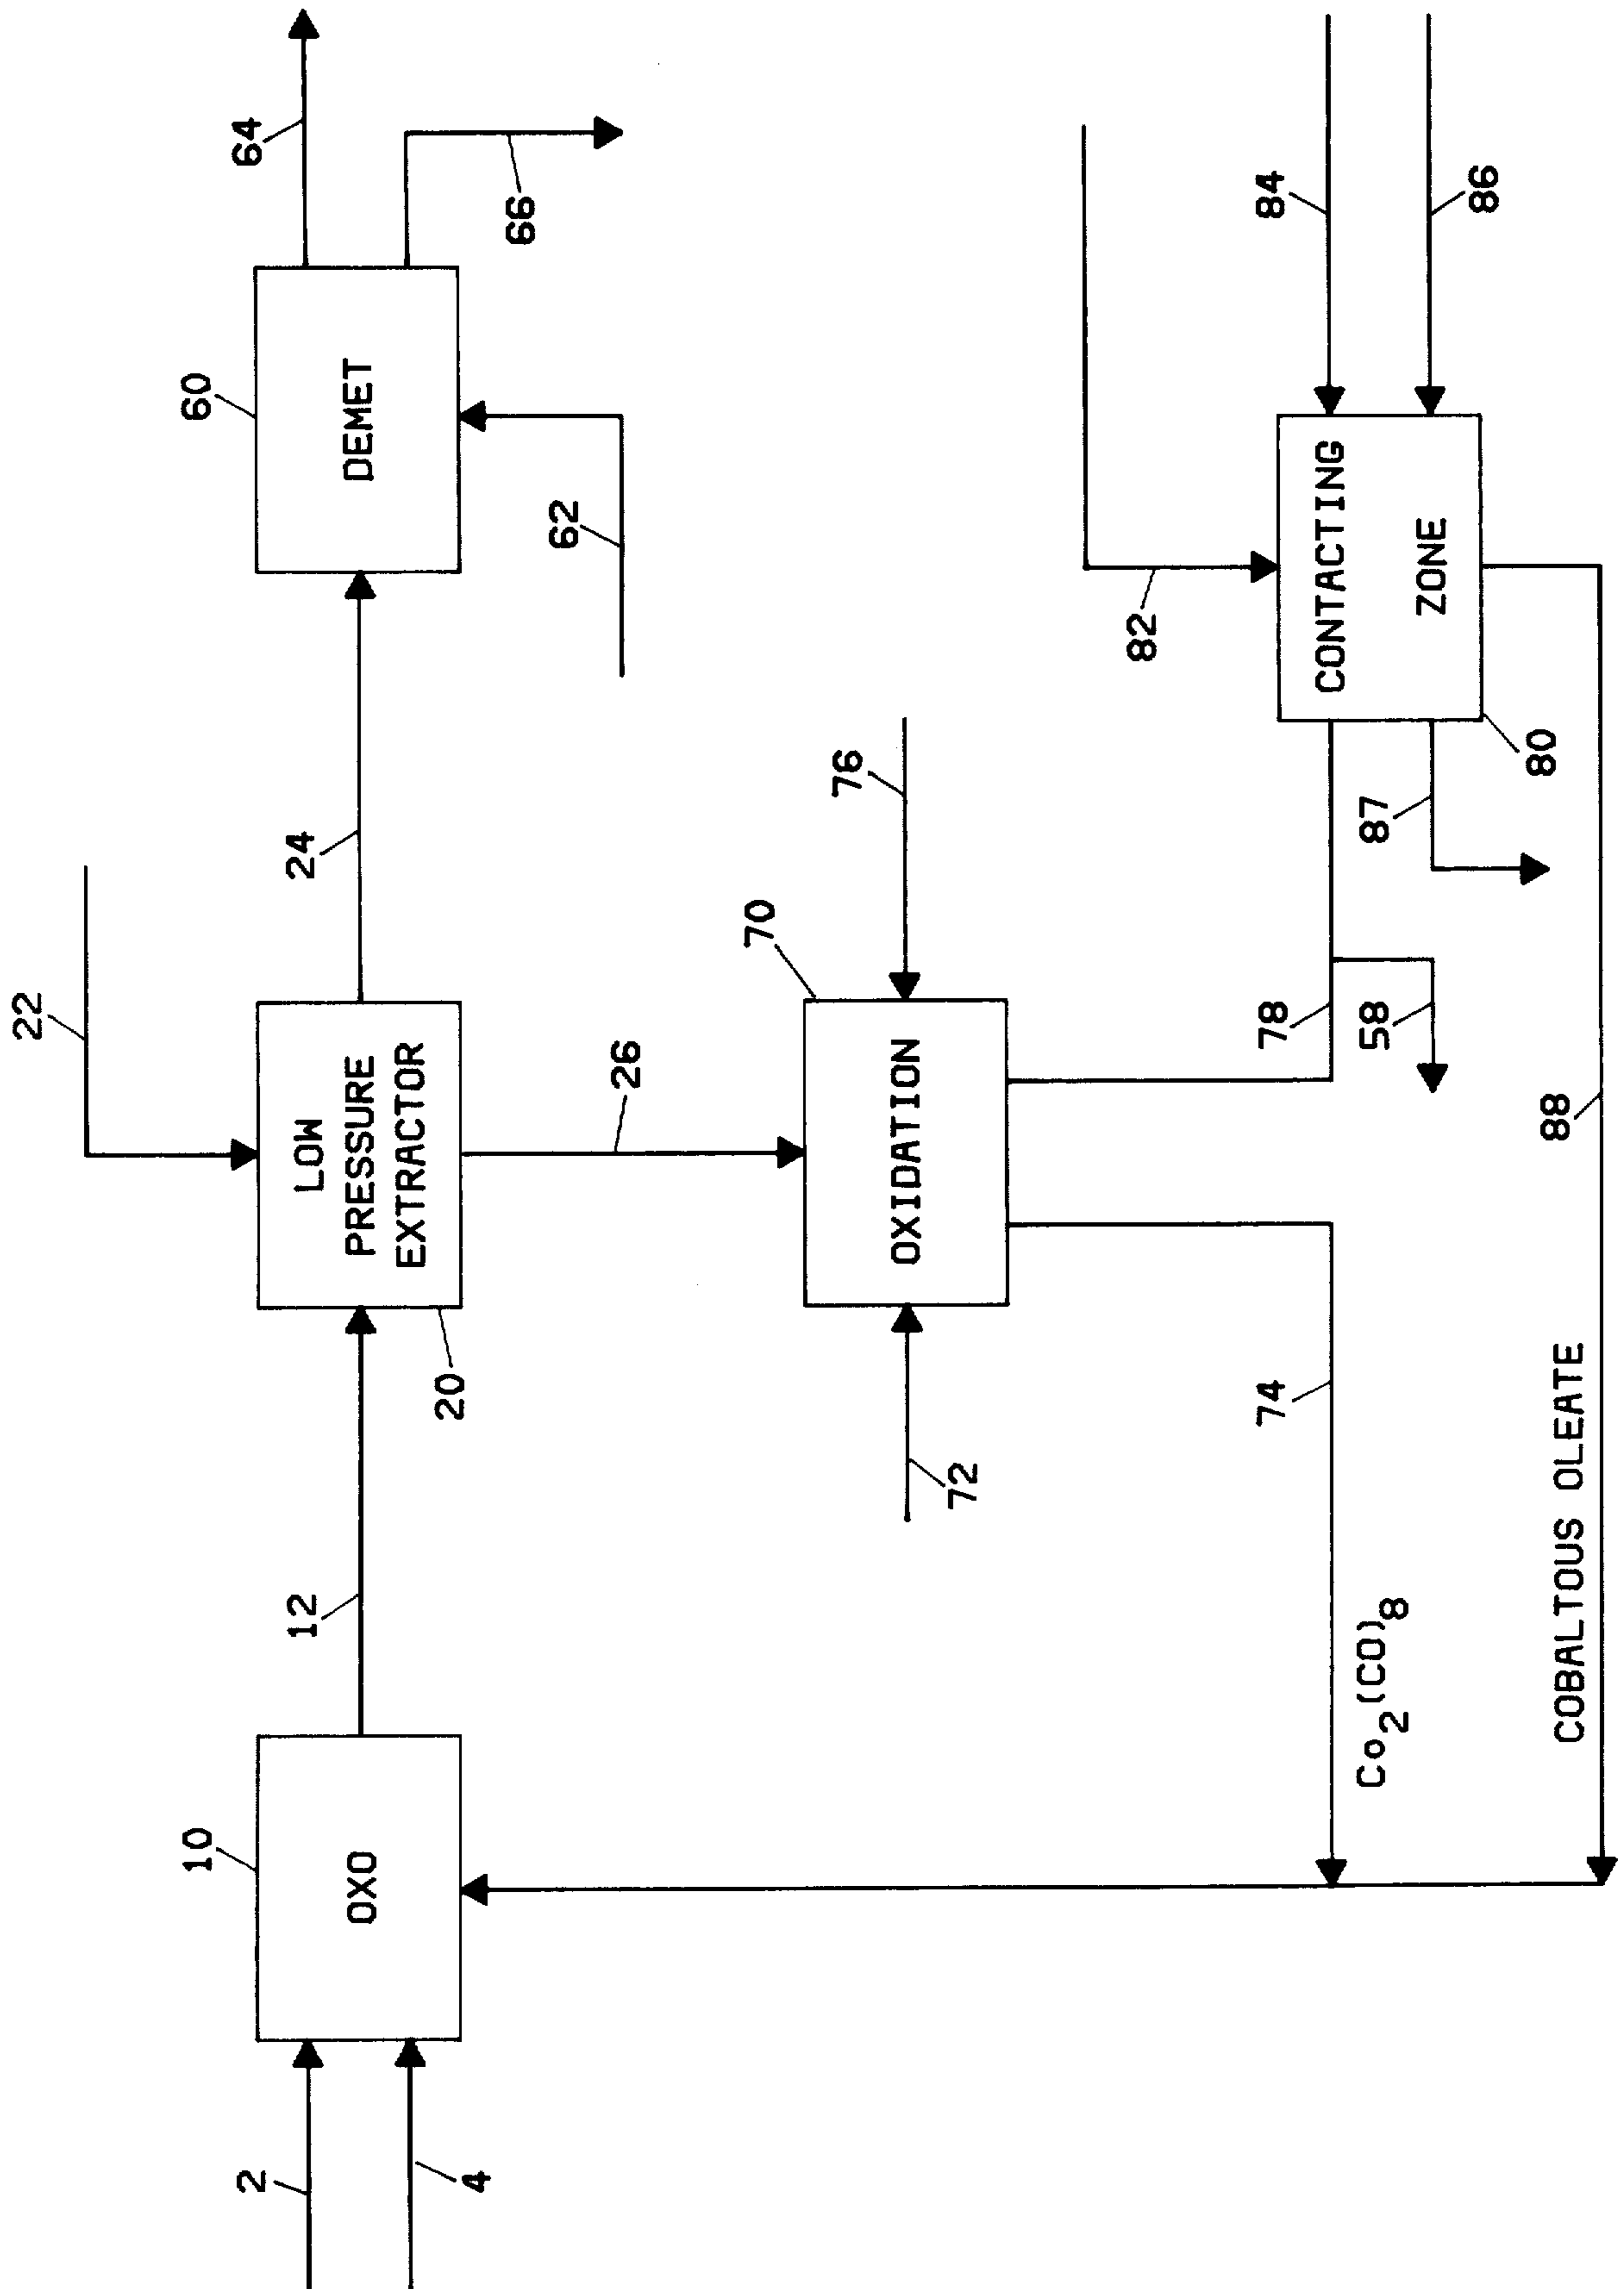 22
64
24
60
10
12
2
LOW
PRESSURE
EXTRACTOR
DEMET
OXO
66
4
20
26
62
70
76
OXIDATION
72
82
84
74
78
CONTACTING
ZONE
Co2(CO)8
58
87
86
80
88
COBALTOUS OLEATE